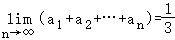 lim n→∞ (a₁+a₂+⋯+aₙ)=1/3